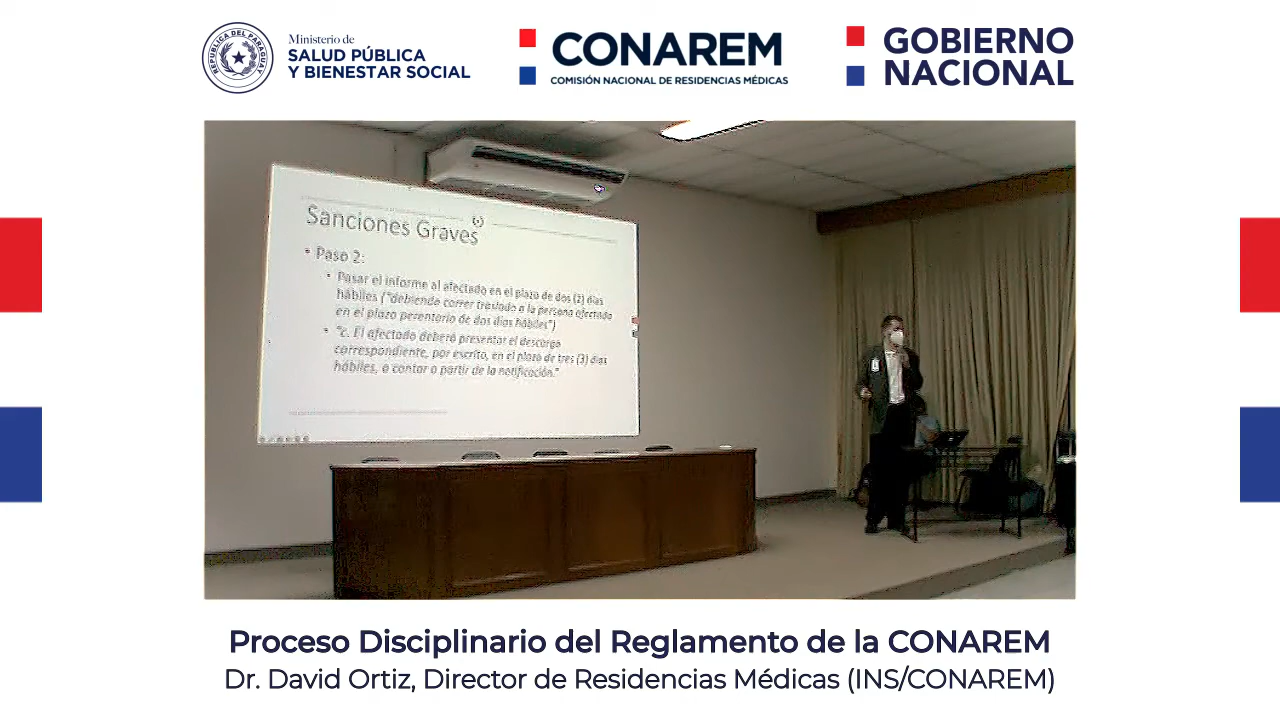 REPUBLICA DEL PARAGUAY
Ministerio de
SALUD PÚBLICA
Y BIENESTAR SOCIAL
CONAREM
COMISIÓN NACIONAL DE RESIDENCIAS MÉDICAS
GOBIERNO
NACIONAL
Sanciones Graves
• Paso 2:
• Pasar el informe al afectado en el plazo de dos (2) días
hábiles ("debiendo correr traslado a la persona afectada
en el plazo perentorio de dos días hábiles")
• "c. El afectado deberá presentar el descargo
correspondiente, por escrito, en el plazo de tres (3) días
hábiles, a contar a partir de la notificación."
Proceso Disciplinario del Reglamento de la CONAREM
Dr. David Ortiz, Director de Residencias Médicas (INS/CONAREM)